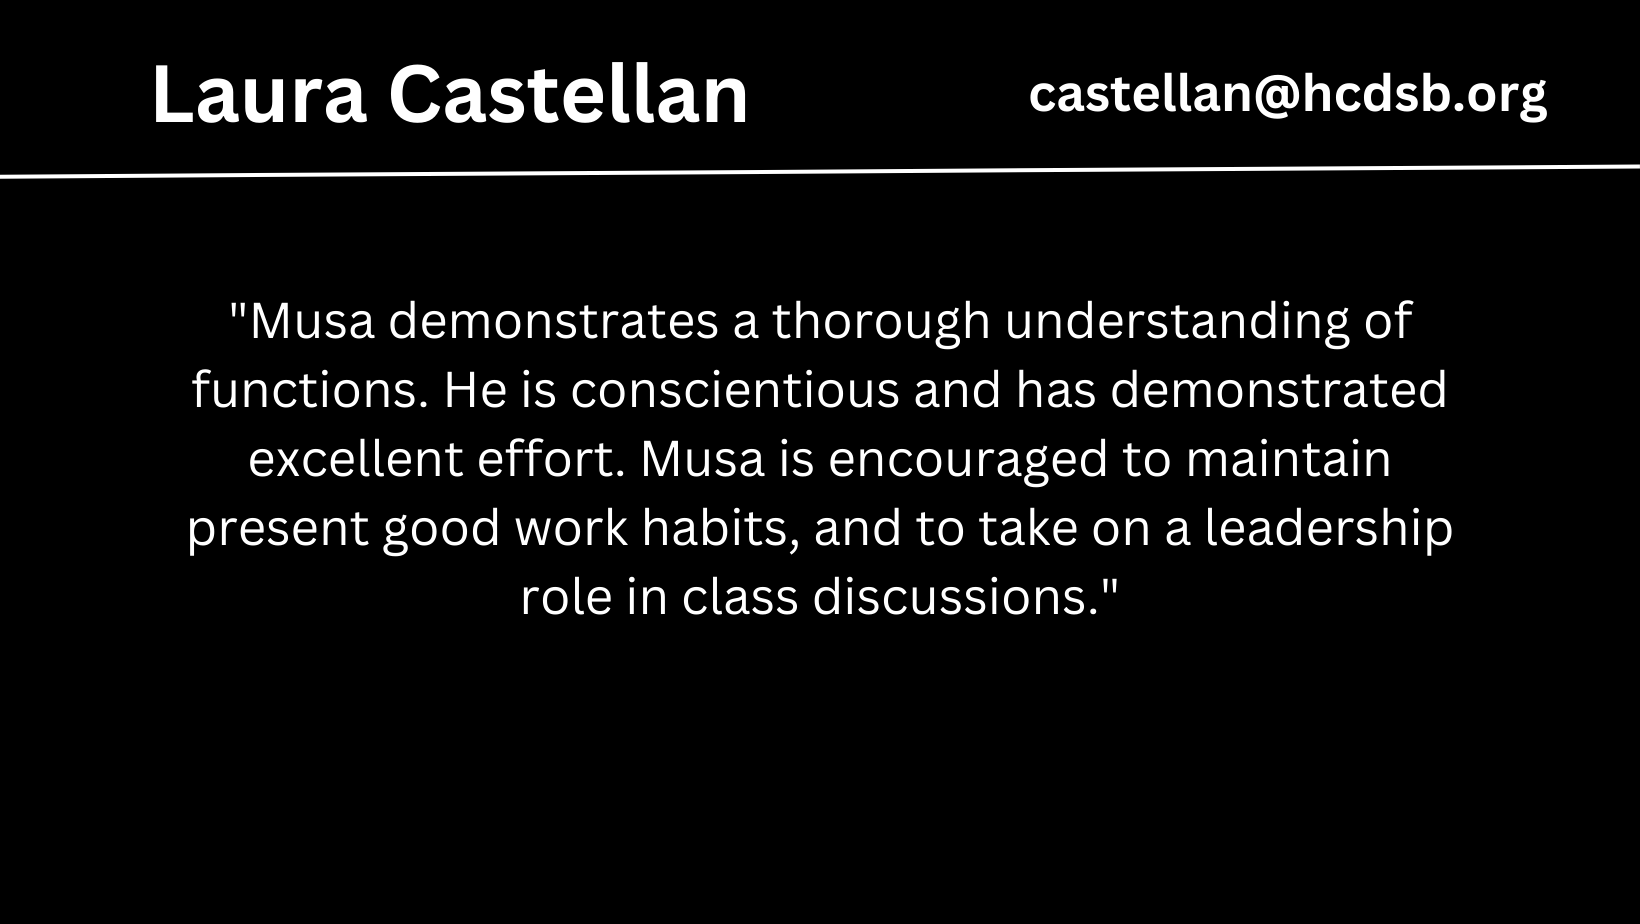 Laura Castellan
castellan@hcdsb.org
"Musa demonstrates a thorough understanding of
functions. He is conscientious and has demonstrated
excellent effort. Musa is encouraged to maintain
present good work habits, and to take on a leadership
role in class discussions."